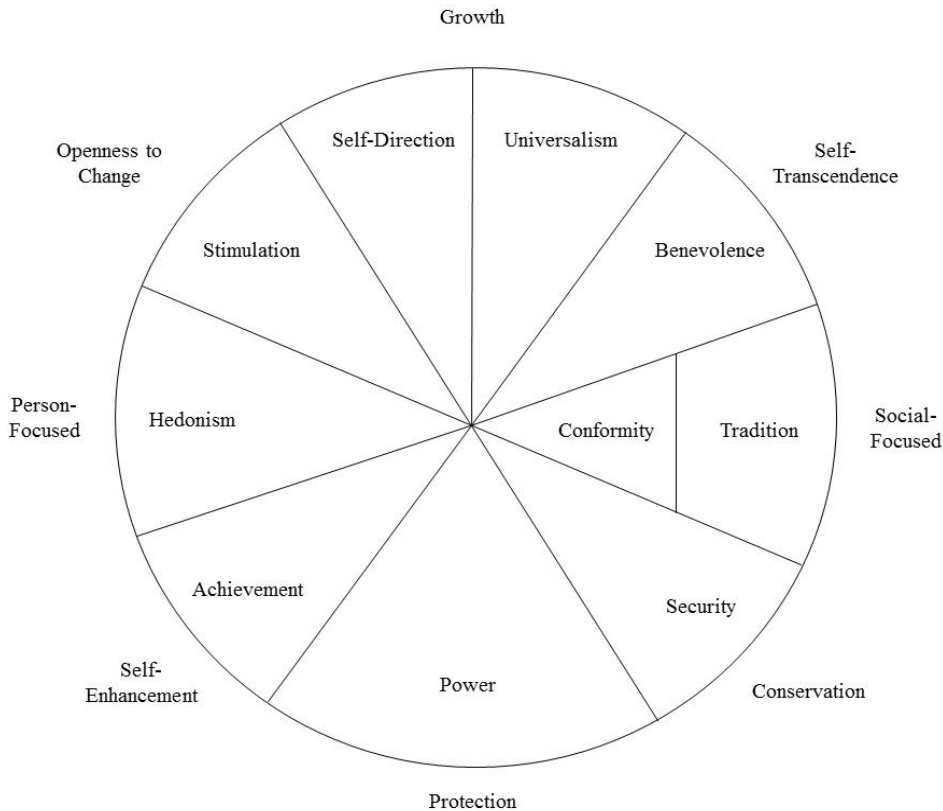 Growth
Self-Direction
Universalism
Openness to
Change
Self-
Transcendence
Stimulation
Benevolence
Person-
Focused
Hedonism
Conformity
Tradition
Social-
Focused
Achievement
Security
Self-
Enhancement
Power
Conservation
Protection